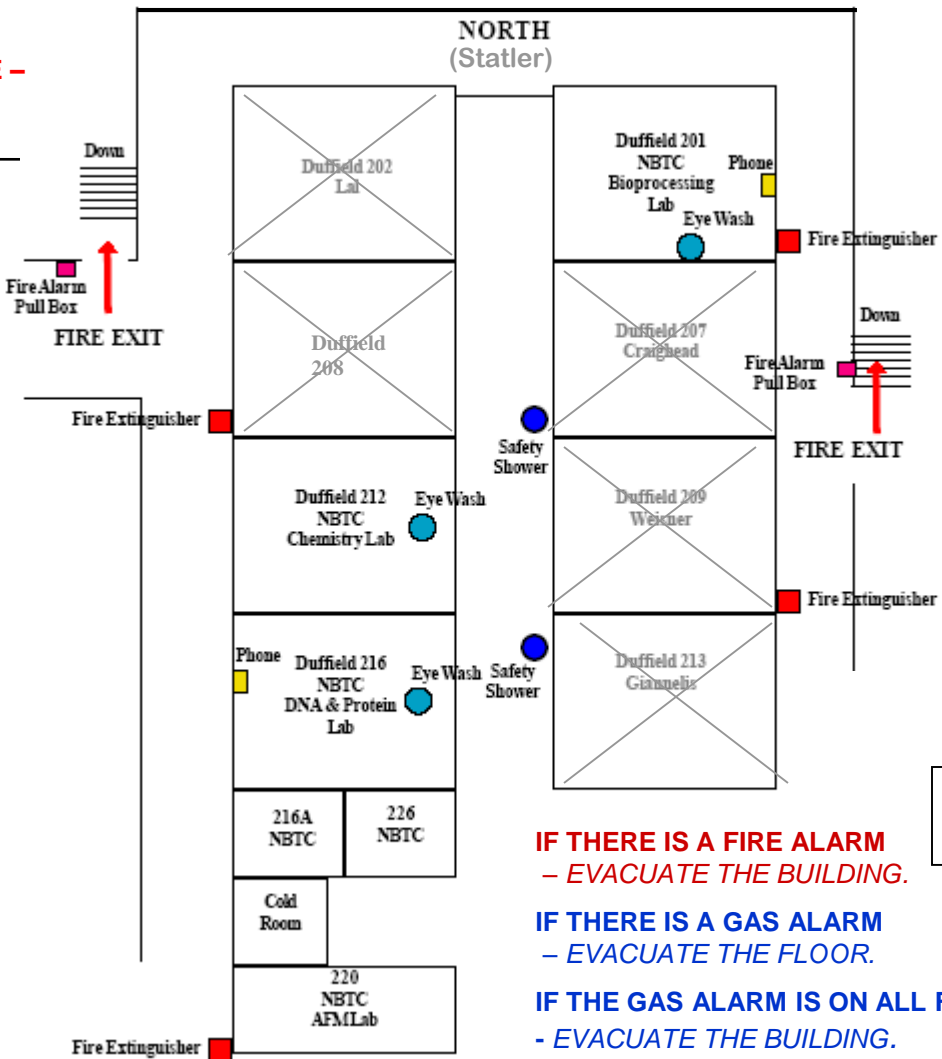 NORTH
(Statler)
E –
Down
Duffield 202
Lal
Duffield 201
NBTC
Bioprocessing
Lab
Phone
Eye Wash
Fire Extinguisher
Fire Alarm
Pull Box
FIRE EXIT
Duffield
208
Duffield 207
Craighead
Down
Fire Alarm
Pull Box
FIRE EXIT
Fire Extinguisher
Safety
Shower
Duffield 212
NBTC
Chemistry Lab
Eye Wash
Duffield 209
Weisner
Fire Extinguisher
Phone
Duffield 216
NBTC
DNA & Protein
Lab
Eye Wash
Safety
Shower
Duffield 213
Giannelis
216A
NBTC
226
NBTC
Cold
Room
220
NBTC
AFM Lab
Fire Extinguisher
IF THERE IS A FIRE ALARM
– EVACUATE THE BUILDING.
IF THERE IS A GAS ALARM
– EVACUATE THE FLOOR.
IF THE GAS ALARM IS ON ALL F
- EVACUATE THE BUILDING.